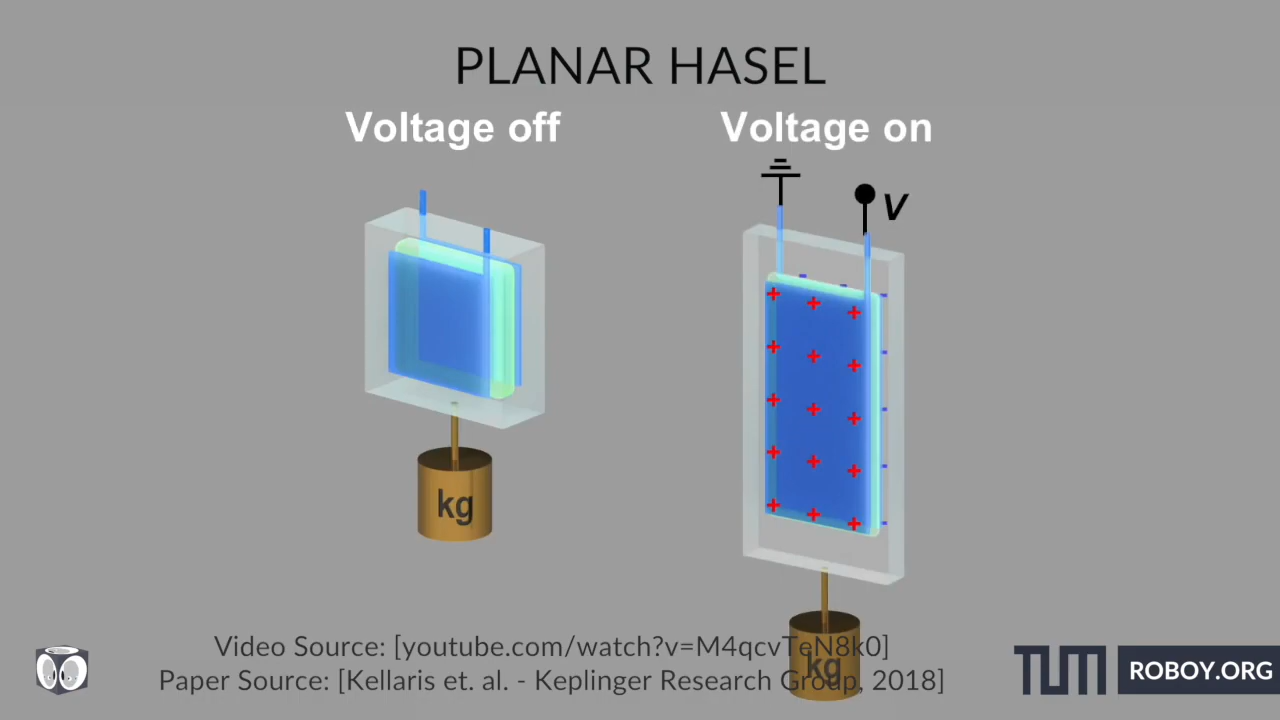 PLANAR HASEL
Voltage off
Voltage on
V
kg
kg
Video Source: [youtube.com/watch?v=M4qcvTeN8k0]
Paper Source: [Kellaris et. al. - Keplinger Research Group, 2018]
TUM
ROBOY.ORG